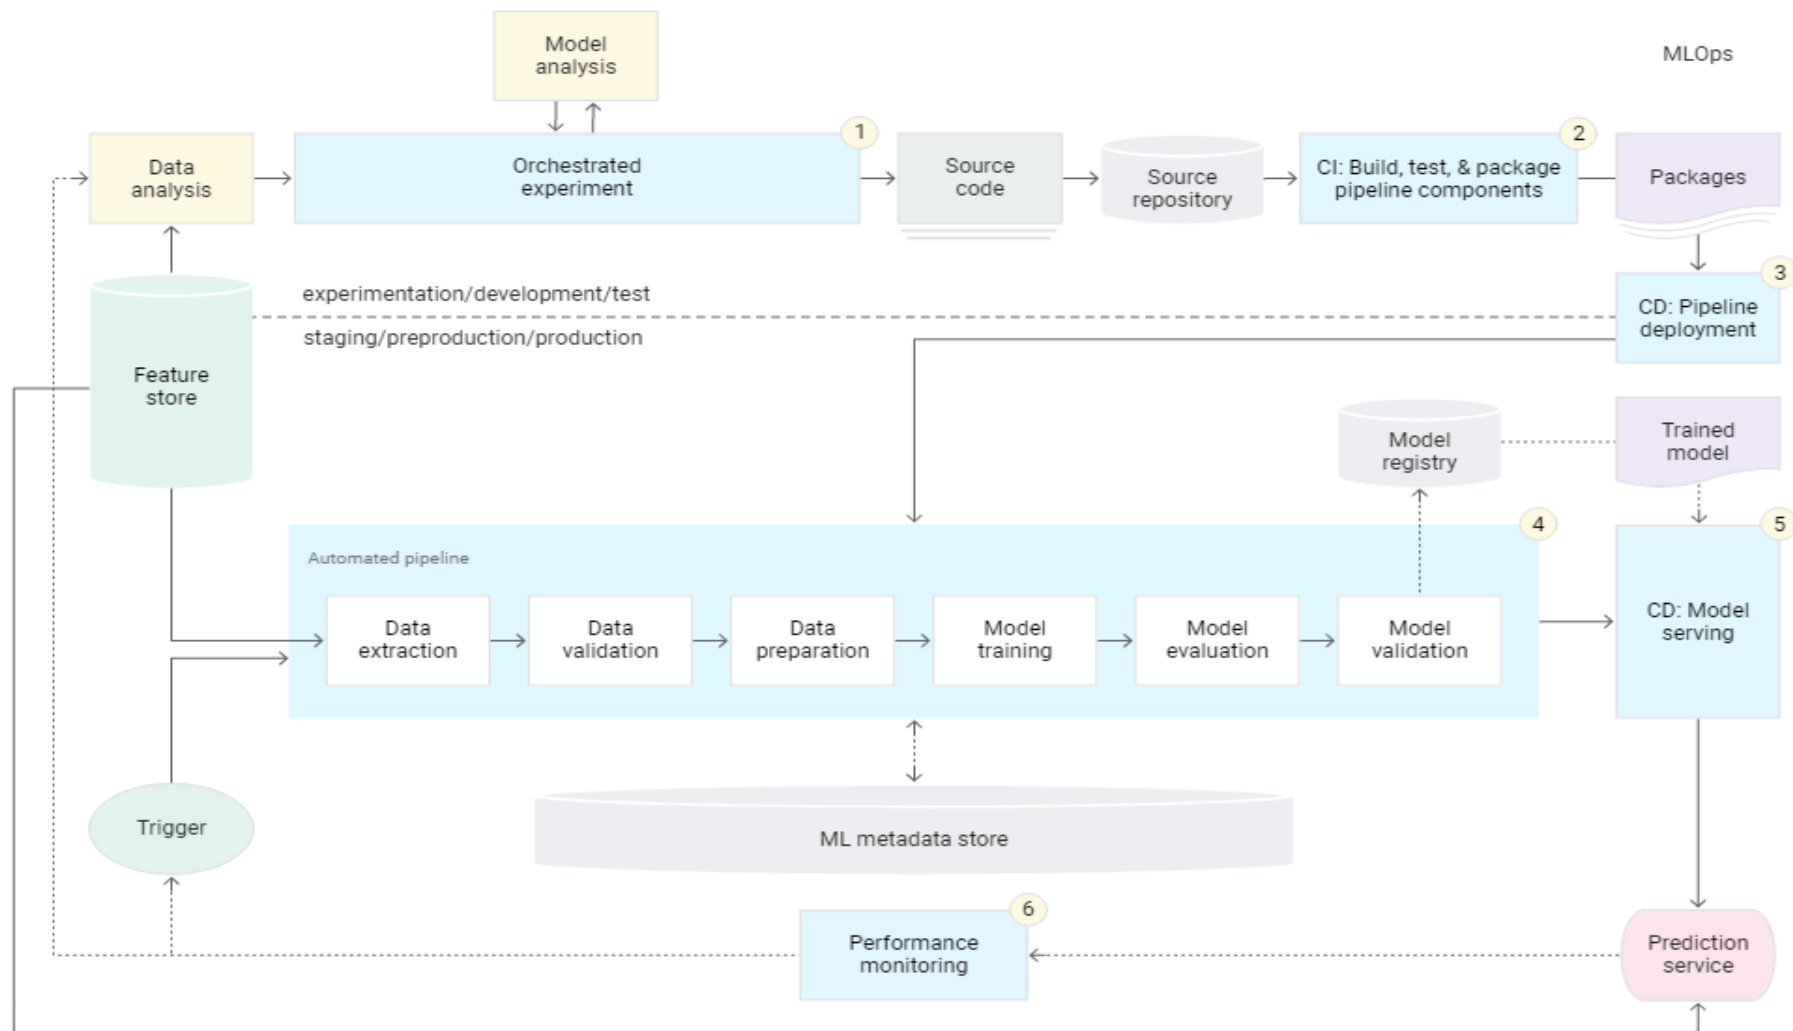 Model
analysis
MLOps
1
2
Data
analysis
Orchestrated
experiment
Source
code
Source
repository
CI: Build, test, & package
pipeline components
Packages
3
experimentation/development/test
staging/preproduction/production
CD: Pipeline
deployment
Feature
store
Model
registry
Trained
model
4
5
Automated pipeline
Data
extraction
Data
validation
Data
preparation
Model
training
Model
evaluation
Model
validation
CD: Model
serving
Trigger
ML metadata store
6
Performance
monitoring
Prediction
service